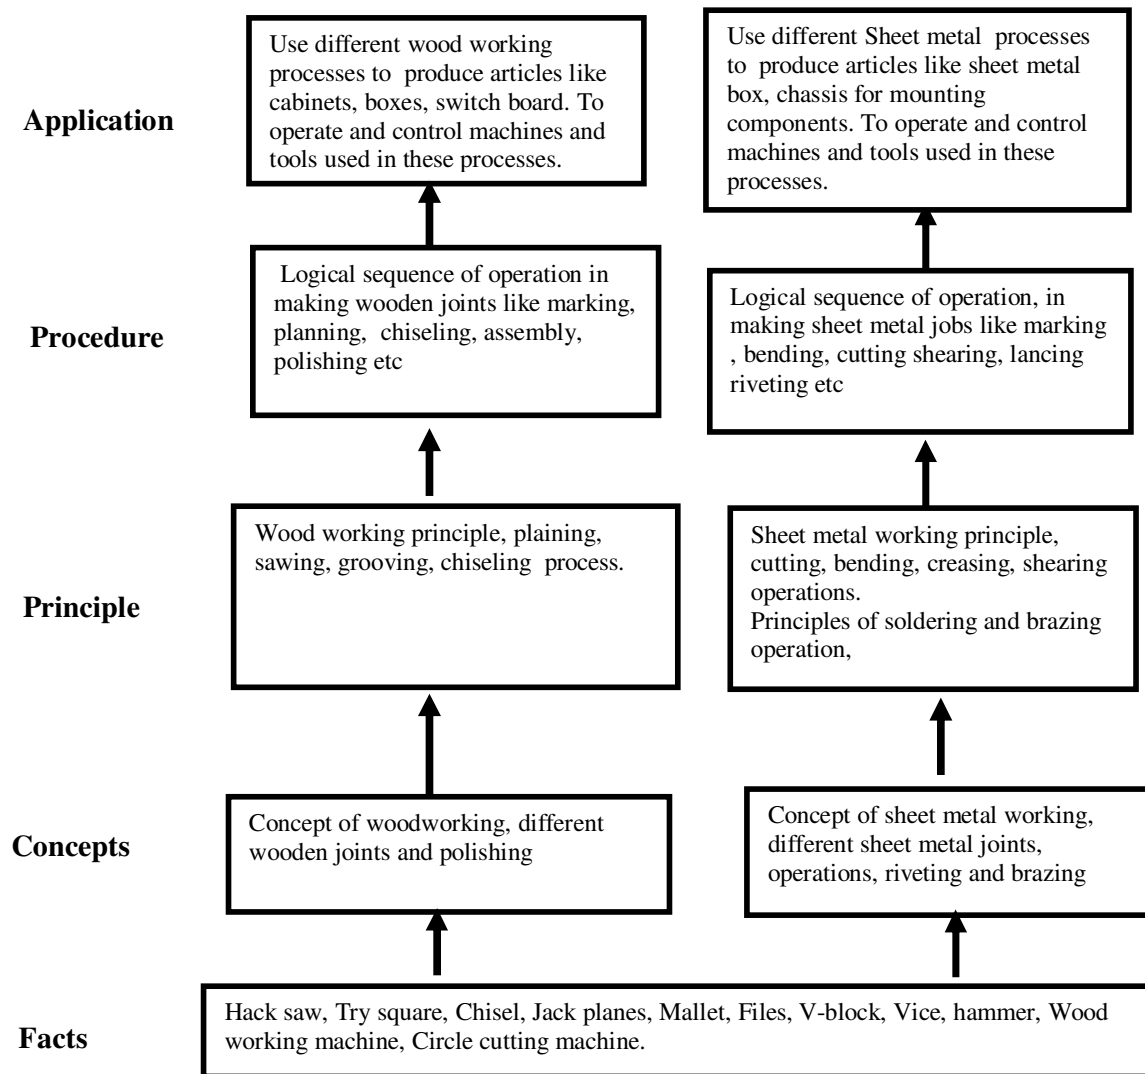 Application
Use different wood working
processes to  produce articles like
cabinets, boxes, switch board. To
operate and control machines and
tools used in these processes.
Use different Sheet metal  processes
to  produce articles like sheet metal
box, chassis for mounting
components. To operate and control
machines and tools used in these
processes.
Procedure
Logical sequence of operation in
making wooden joints like marking,
planning,  chiseling, assembly,
polishing etc
Logical sequence of operation, in
making sheet metal jobs like marking
, bending, cutting shearing, lancing
riveting etc
Principle
Wood working principle, plaining,
sawing, grooving, chiseling  process.
Sheet metal working principle,
cutting, bending, creasing, shearing
operations.
Principles of soldering and brazing
operation,
Concepts
Concept of woodworking, different
wooden joints and polishing
Concept of sheet metal working,
different sheet metal joints,
operations, riveting and brazing
Facts
Hack saw, Try square, Chisel, Jack planes, Mallet, Files, V-block, Vice, hammer, Wood
working machine, Circle cutting machine.